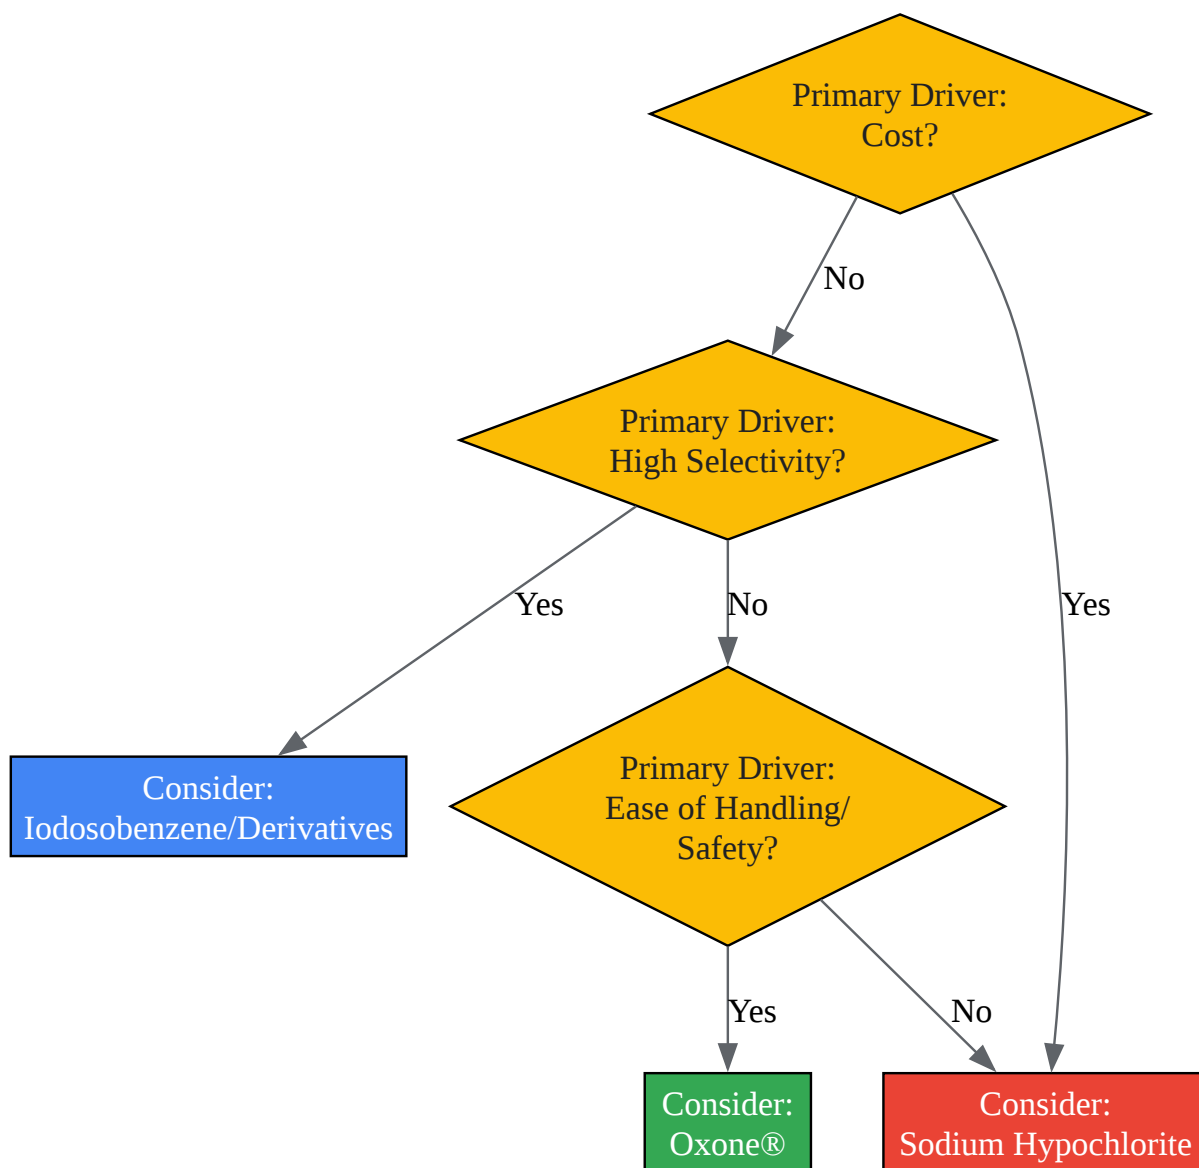 Primary Driver:
Cost?
No
Primary Driver:
High Selectivity?
Yes
No
Yes
Primary Driver:
Ease of Handling/
Safety?
Consider:
Iodosobenzene/Derivatives
Yes
No
Consider:
Oxone®
Consider:
Sodium Hypochlorite